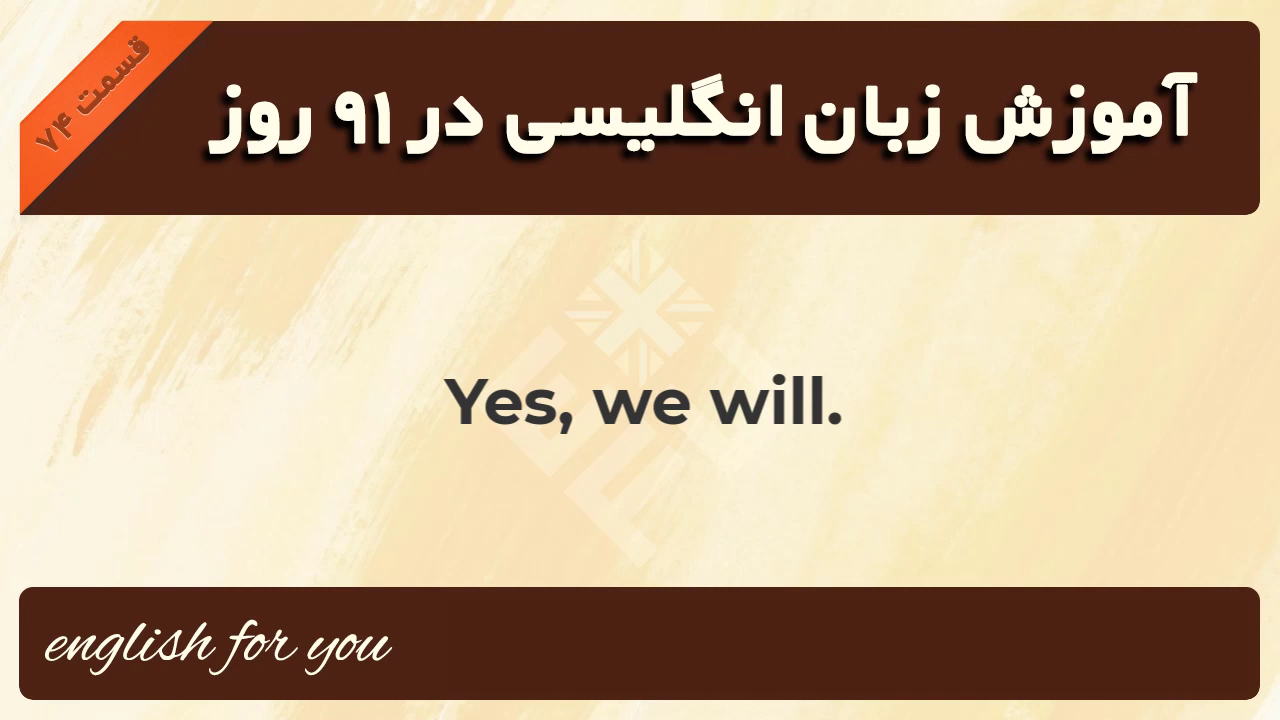 قسمت ۷۴
آموزش زبان انگلیسی در ۹۱ روز
Yes, we will.
english for you